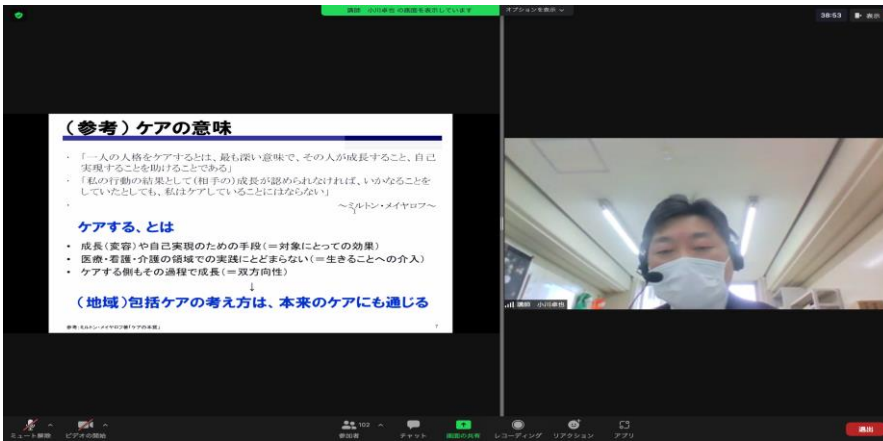 講師 小川卓也 の画面を表示しています
オプションを表示
38:53
表示
(参考)ケアの意味
・「一人の人格をケアするとは、最も深い意味で、その人が成長すること、自己
実現することを助けることである」
・「私の行動の結果として(相手の)成長が認められなければ、いかなることを
していたとしても、私はケアしていることにはならない」
・
~ミルトン・メイヤロフ~
ケアする、とは
• 成長(変容)や自己実現のための手段(=対象にとっての効果)
• 医療・看護・介護の領域での実践にとどまらない(=生きることへの介入)
• ケアする側もその過程で成長(=双方向性)
↓
(地域)包括ケアの考え方は、本来のケアにも通じる
参考:ミルトン・メイヤロフ著「ケアの本質」
7
講師 小川卓也
ミュート解除
ビデオの開始
102
参加者
チャット
画面の共有
レコーディング
リアクション
アプリ
退出